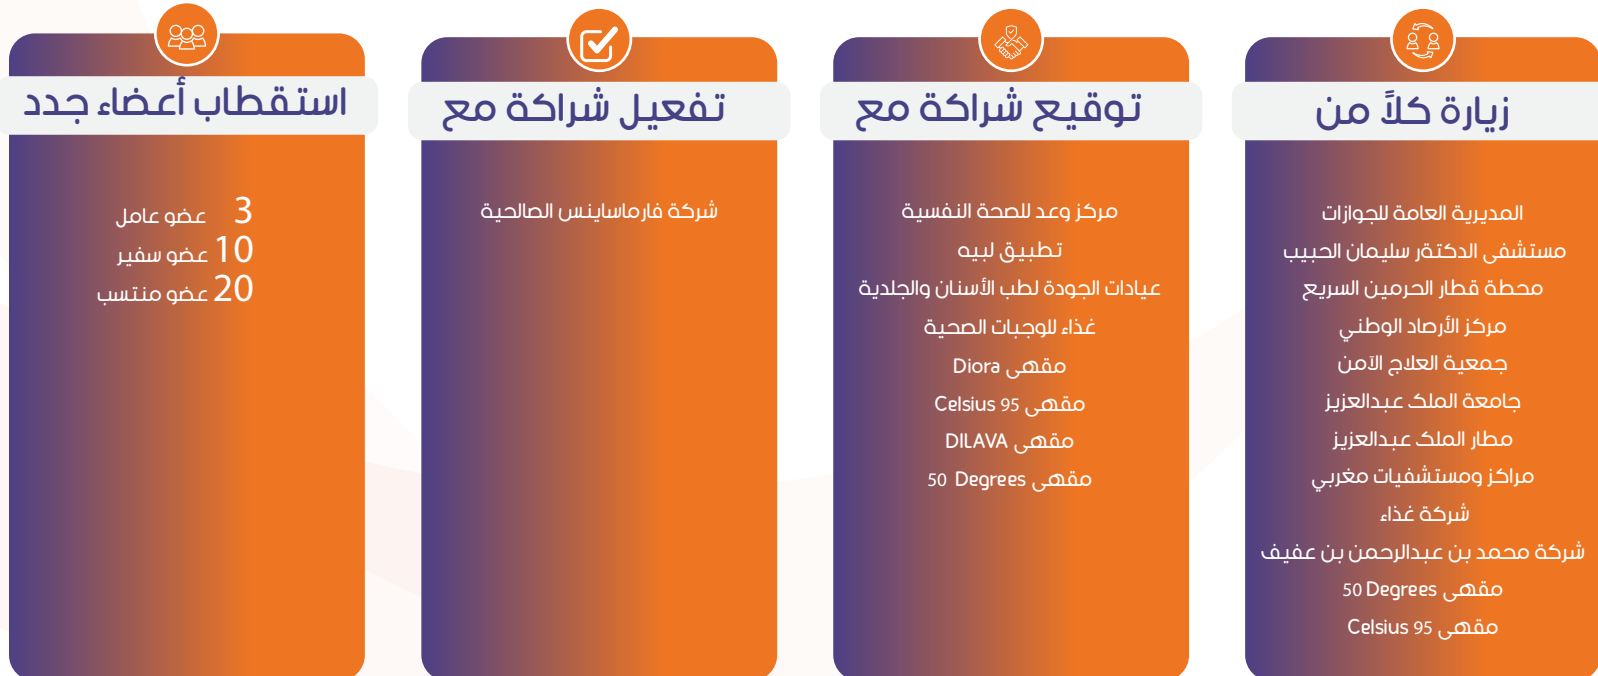 زيارة كلاً من
المديرية العامة للجوازات
مستشفى الدكتةر سليمان الحبيب
محطة قطار الحرمين السريع
مركز الأرصاد الوطني
جمعية العلاج الآمن
جامعة الملك عبدالعزيز
مطار الملك عبدالعزيز
مراكز ومستشفيات مغربي
شركة غذاء
شركة محمد بن عبدالرحمن بن عفيف
مقهى 50 Degrees
مقهى 95 Celsius
توقيع شراكة مع
مركز وعد للصحة النفسية
تطبيق لبيه
عيادات الجودة لطب الأسنان والجلدية
غذاء للوجبات الصحية
مقهى Diora
مقهى 95 Celsius
مقهى DILAVA
مقهى 50 Degrees
تفعيل شراكة مع
شركة فارماساينس الصالحية
استقطاب أعضاء جدد
3 عضو عامل
10 عضو سفير
20 عضو منتسب